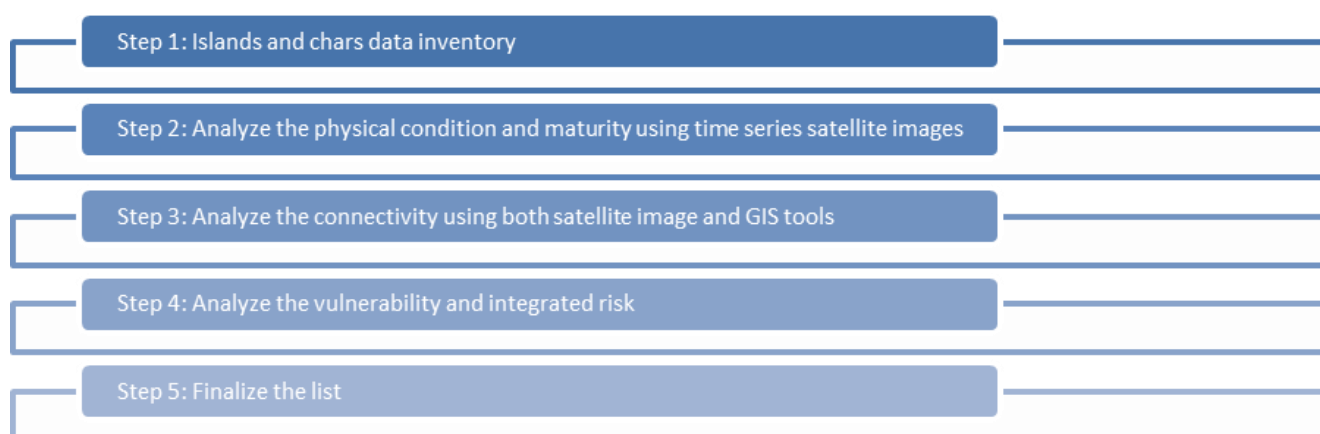 Step 1: Islands and chars data inventory
Step 2: Analyze the physical condition and maturity using time series satellite images
Step 3: Analyze the connectivity using both satellite image and GIS tools
Step 4: Analyze the vulnerability and integrated risk
Step 5: Finalize the list